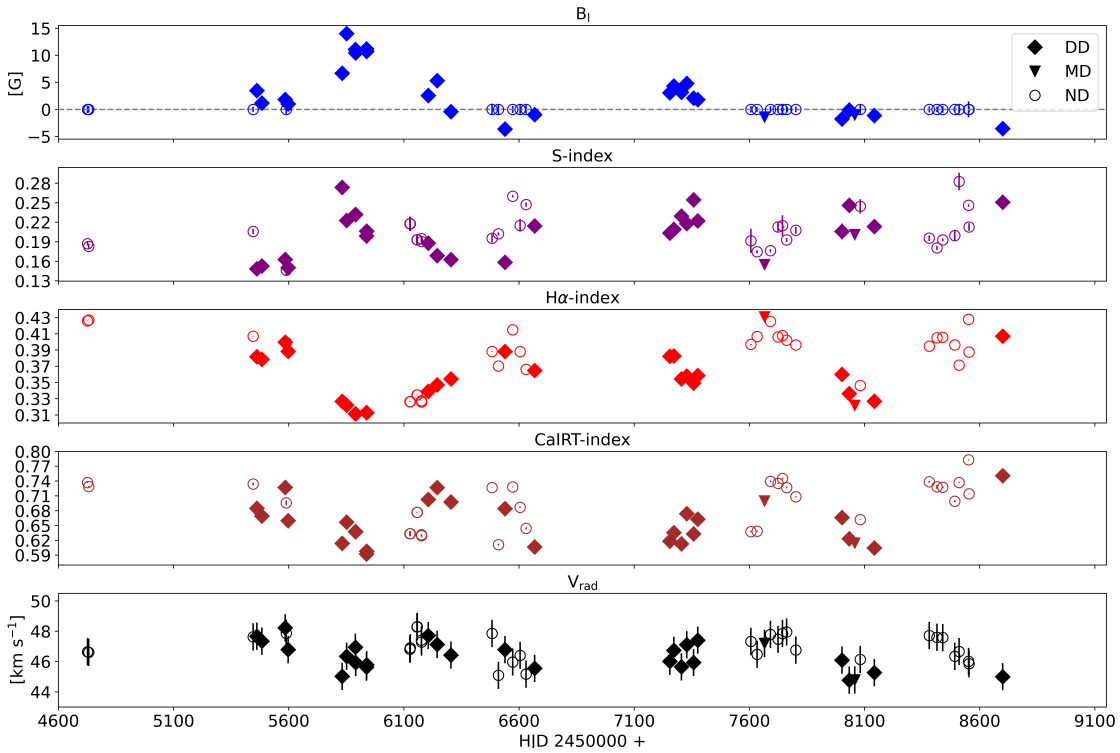 B_l
[G]
15
10
5
0
−5
DD
MD
ND
S-index
0.28
0.25
0.22
0.19
0.16
0.13
Hα-index
0.43
0.41
0.39
0.37
0.35
0.33
0.31
CaIRT-index
0.80
0.77
0.74
0.71
0.68
0.65
0.62
0.59
V_rad
[km s⁻¹]
50
48
46
44
4600 5100 5600 6100 6600 7100 7600 8100 8600 9100
HJD 2450000 +